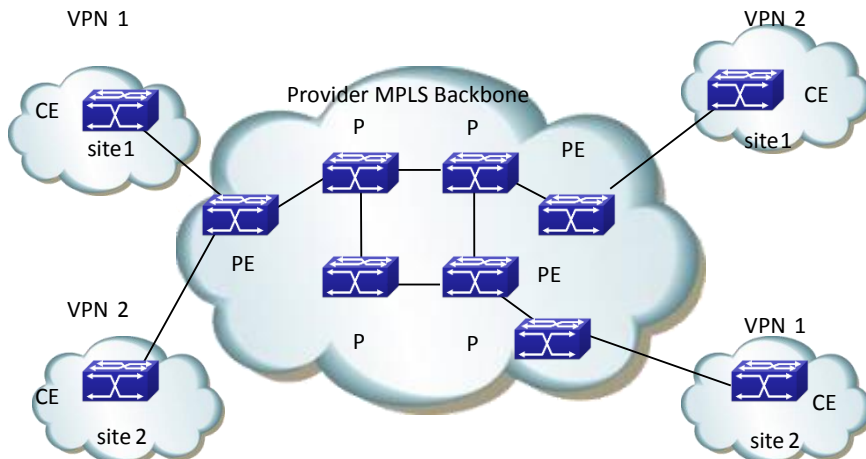 VPN 1
VPN 2
Provider MPLS Backbone
CE
CE
site1
site1
P
P
PE
PE
PE
VPN 2
VPN 1
P
P
CE
CE
site 2
site 2